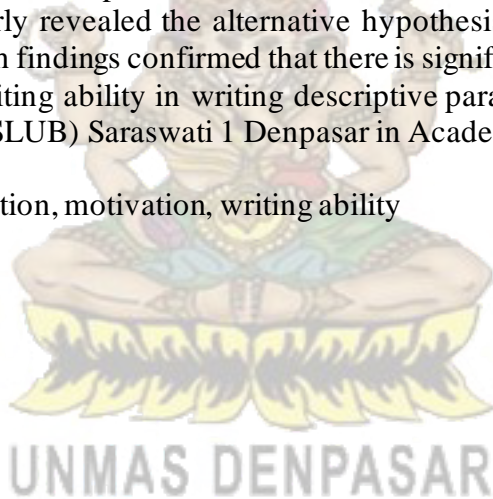 rly revealed the alternative hypothesi
n findings confirmed that there is signif
iting ability in writing descriptive para
SLUB) Saraswati 1 Denpasar in Acade
tion, motivation, writing ability
UNMAS DENPASAR